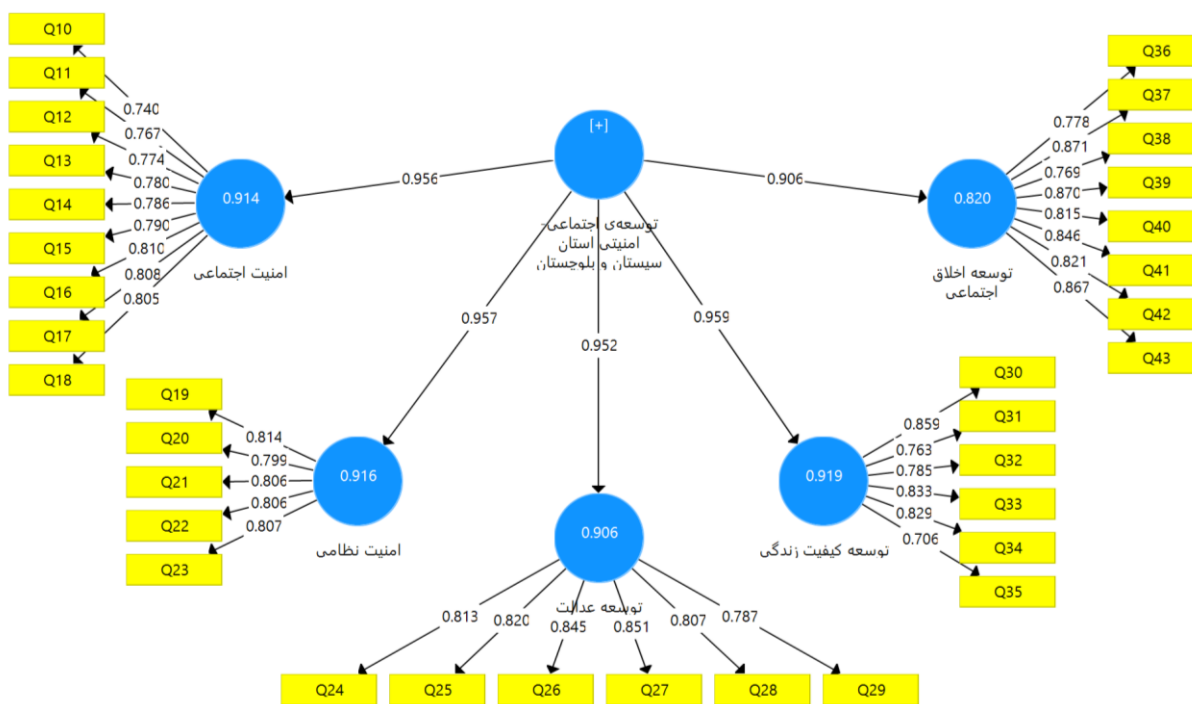 Q10
Q11
Q12
Q13
Q14
Q15
Q16
Q17
Q18
0.740
0.767
0.774
0.780
0.786
0.790
0.810
0.808
0.805
0.914
امنیت اجتماعی
0.956
[+]
توسعه‌ی اجتماعی-
امنیتی استان
سیستان و بلوچستان
0.906
0.820
توسعه اخلاق
اجتماعی
0.778
0.871
0.769
0.870
0.815
0.846
0.821
0.867
Q36
Q37
Q38
Q39
Q40
Q41
Q42
Q43
0.957
0.952
0.959
Q19
Q20
Q21
Q22
Q23
0.814
0.799
0.806
0.806
0.807
0.916
امنیت نظامی
0.906
توسعه عدالت
0.813
0.820
0.845
0.851
0.807
0.787
Q24
Q25
Q26
Q27
Q28
Q29
0.919
توسعه کیفیت زندگی
0.859
0.763
0.785
0.833
0.829
0.706
Q30
Q31
Q32
Q33
Q34
Q35